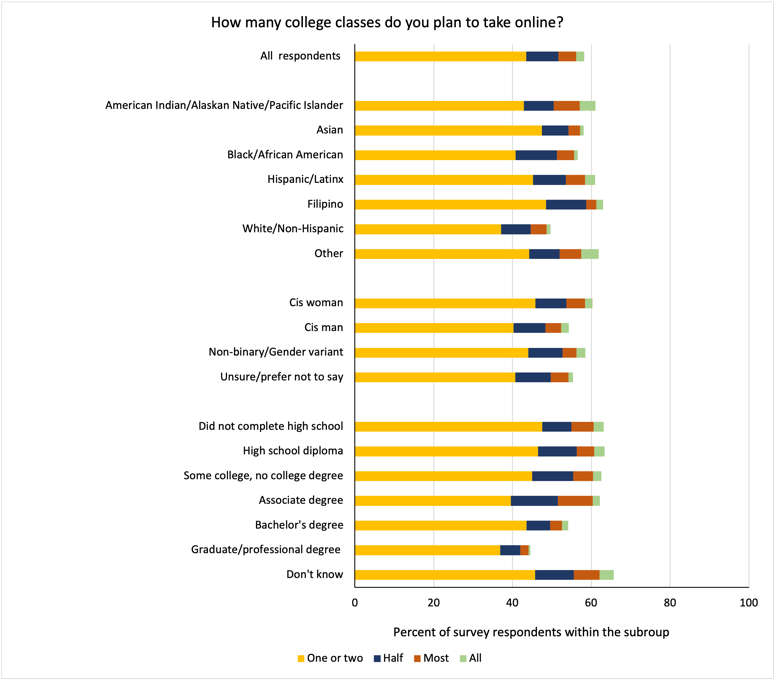 How many college classes do you plan to take online?
All respondents
American Indian/Alaskan Native/Pacific Islander
Asian
Black/African American
Hispanic/Latinx
Filipino
White/Non-Hispanic
Other
Cis woman
Cis man
Non-binary/Gender variant
Unsure/prefer not to say
Did not complete high school
High school diploma
Some college, no college degree
Associate degree
Bachelor's degree
Graduate/professional degree
Don't know
0 20 40 60 80 100
Percent of survey respondents within the subroup
One or two Half Most All